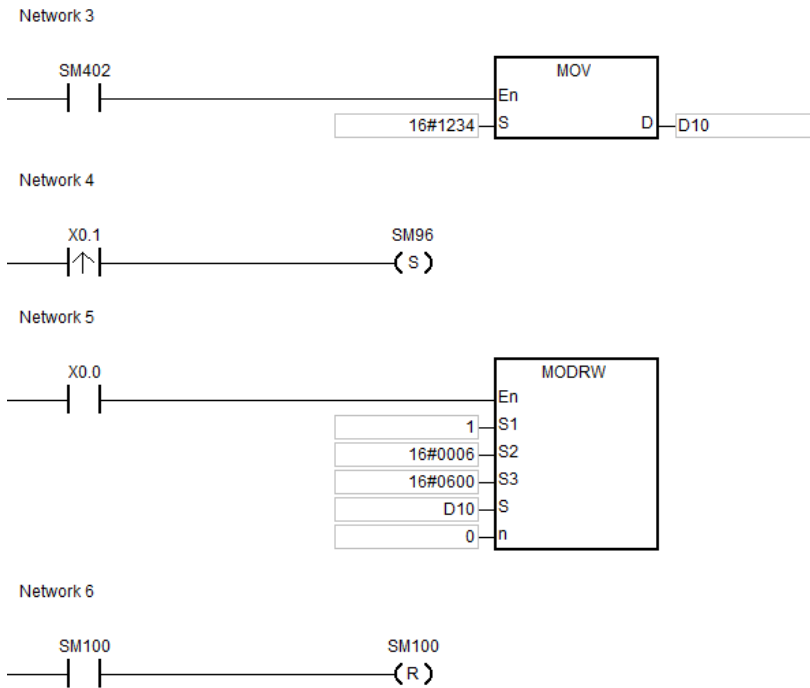 Network 3
SM402
MOV
En
16#1234 S D D10
Network 4
X0.1 SM96
S
Network 5
X0.0 MODRW
En
1 S1
16#0006 S2
16#0600 S3
D10 S
0 n
Network 6
SM100 SM100
R